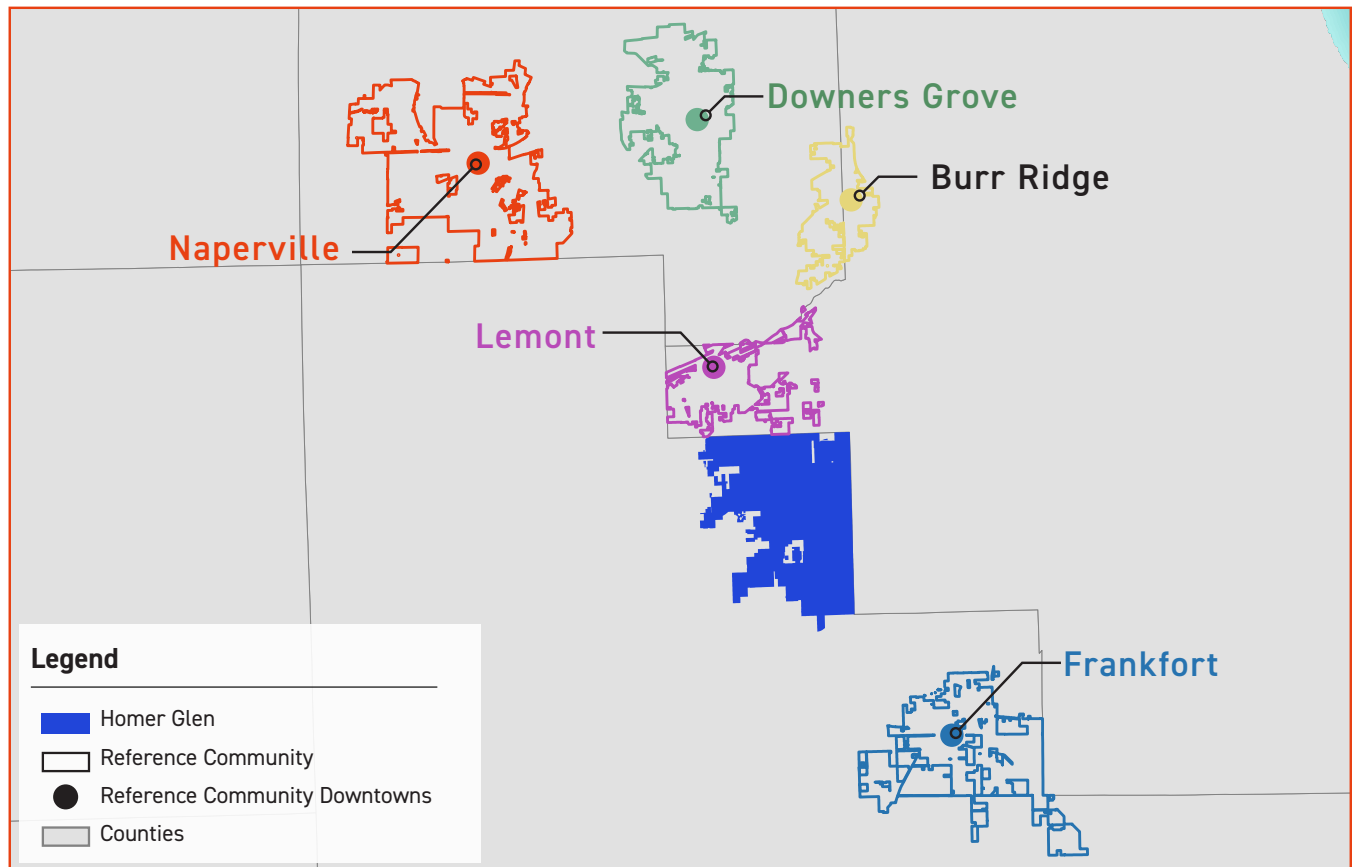 Downers Grove
Burr Ridge
Naperville
Lemont
Frankfort
Legend
Homer Glen
Reference Community
Reference Community Downtowns
Counties